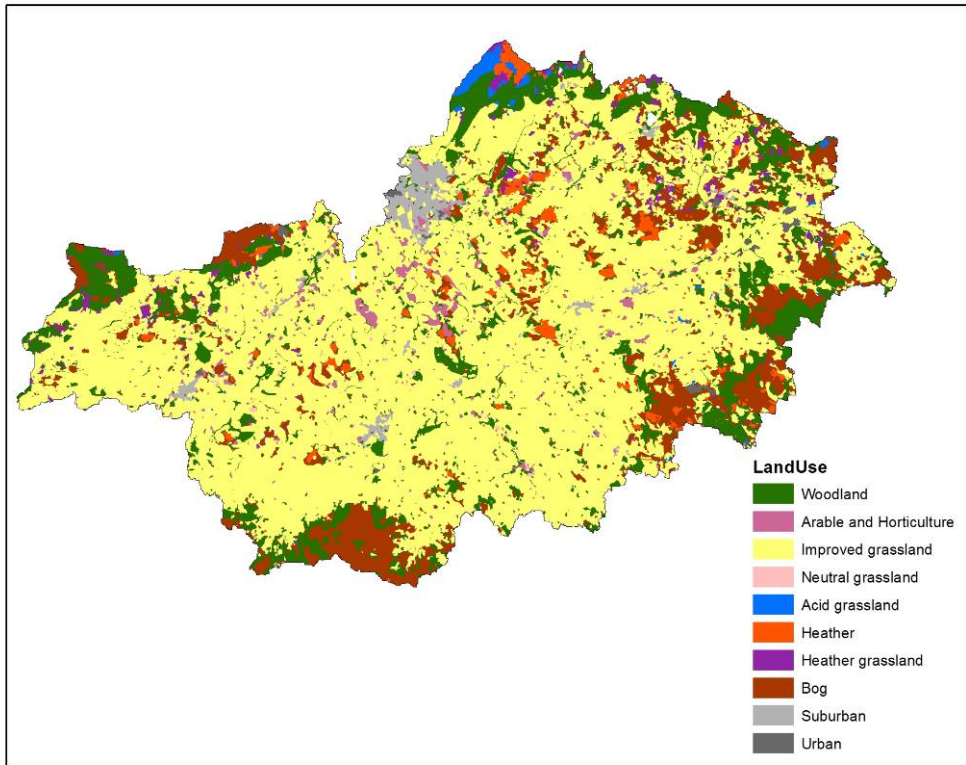 LandUse
Woodland
Arable and Horticulture
Improved grassland
Neutral grassland
Acid grassland
Heather
Heather grassland
Bog
Suburban
Urban